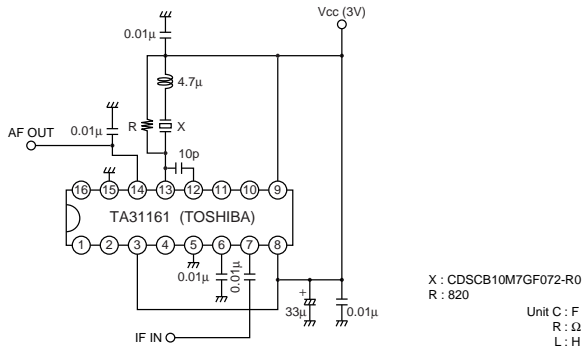 Vcc (3V)
0.01µ
4.7µ
0.01µ
R
X
AF OUT
10p
16 15 14 13 12 11 10 9
TA31161 (TOSHIBA)
1 2 3 4 5 6 7 8
0.01µ
0.01µ
+
33µ
0.01µ
IF IN
X : CDSCB10M7GF072-R0
R : 820
Unit C : F
R : Ω
L : H